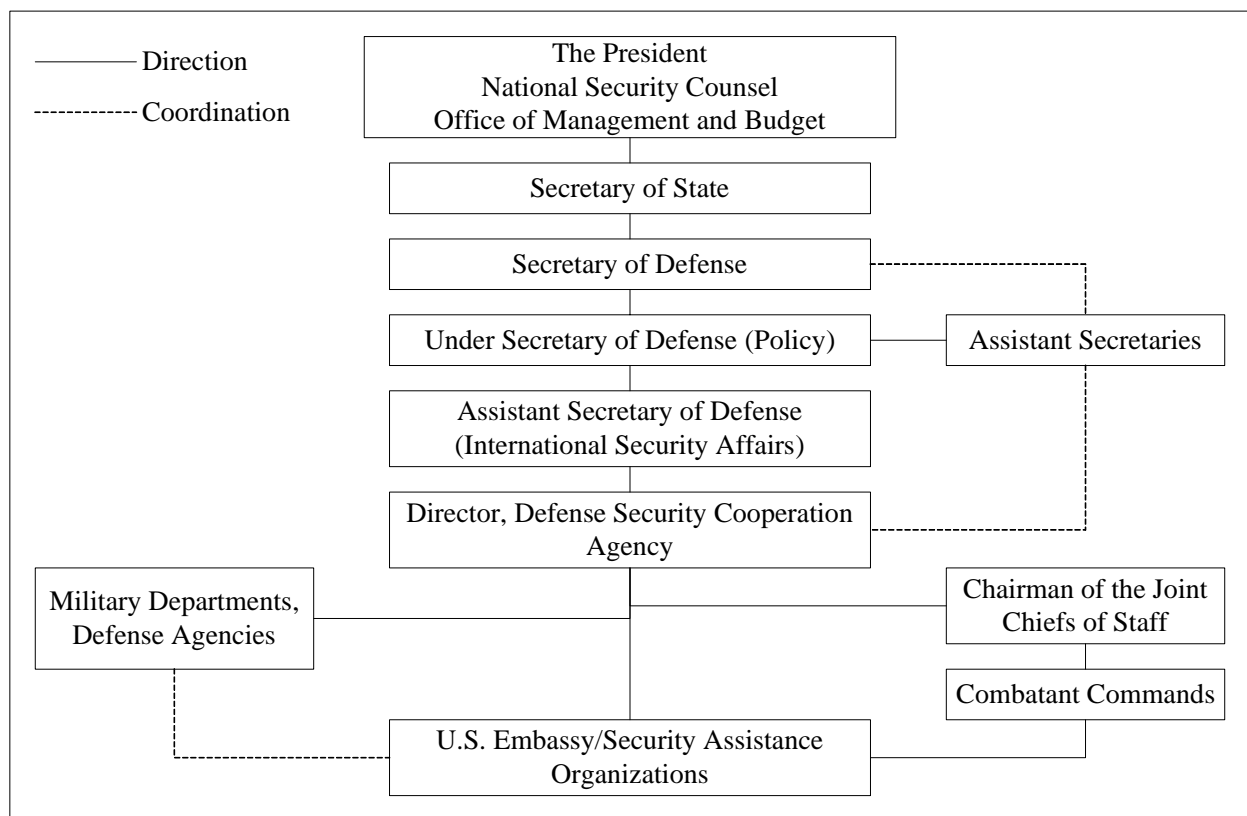 Direction
Coordination
The President
National Security Counsel
Office of Management and Budget
Secretary of State
Secretary of Defense
Under Secretary of Defense (Policy)
Assistant Secretaries
Assistant Secretary of Defense
(International Security Affairs)
Director, Defense Security Cooperation
Agency
Military Departments,
Defense Agencies
Chairman of the Joint
Chiefs of Staff
Combatant Commands
U.S. Embassy/Security Assistance
Organizations